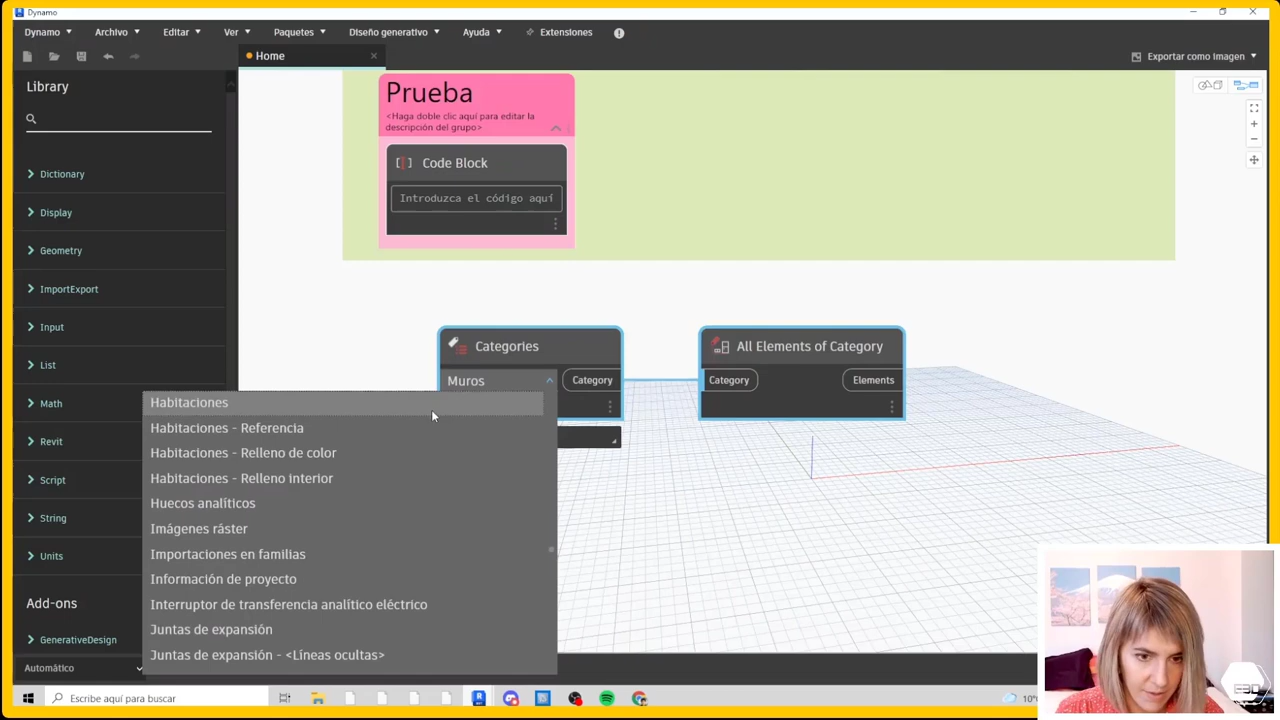 Dynamo
Dynamo Archivo Editar Ver Paquetes Diseño generativo Ayuda Extensiones
Home
Exportar como imagen
Library
Dictionary
Display
Geometry
ImportExport
Input
List
Math
Revit
Script
String
Units
Add-ons
GenerativeDesign
Automático
Prueba
<Haga doble clic aquí para editar la
descripción del grupo>
Code Block
Introduzca el código aquí
Categories
Muros
Category
All Elements of Category
Category
Elements
Habitaciones
Habitaciones - Referencia
Habitaciones - Relleno de color
Habitaciones - Relleno interior
Huecos analíticos
Imágenes ráster
Importaciones en familias
Información de proyecto
Interruptor de transferencia analítico eléctrico
Juntas de expansión
Juntas de expansión - <Líneas ocultas>
Escribe aquí para buscar
10°
E3D